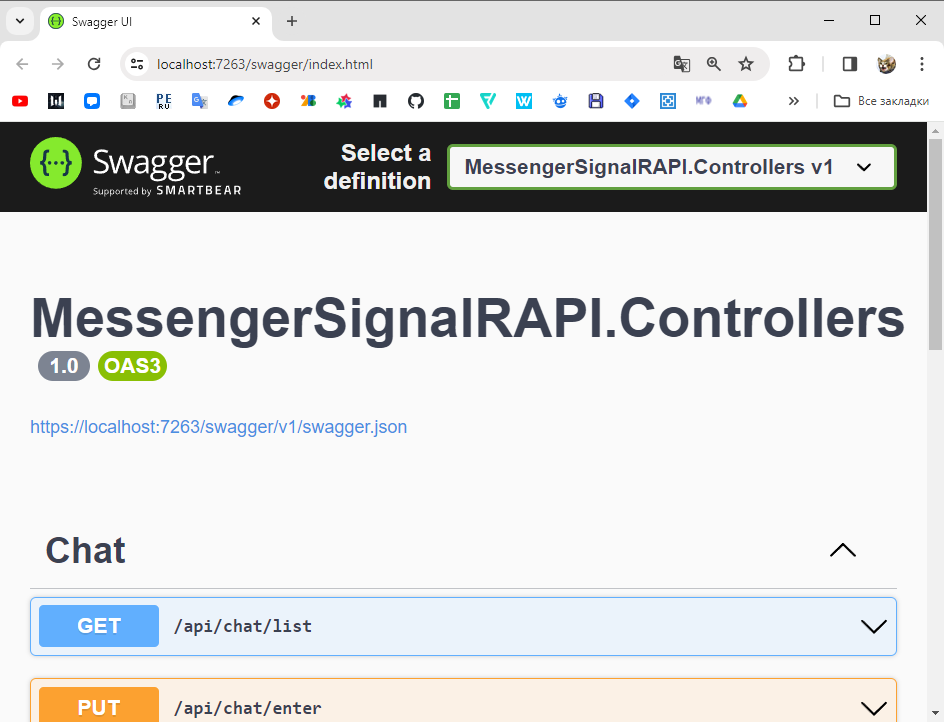 Swagger UI
localhost:7263/swagger/index.html
PE
RU
W
МГФ
Все закладки
Swagger™
Supported by SMARTBEAR
Select a
definition
MessengerSignalRAPI.Controllers v1
MessengerSignalRAPI.Controllers
1.0 OAS3
https://localhost:7263/swagger/v1/swagger.json
Chat
GET /api/chat/list
PUT /api/chat/enter